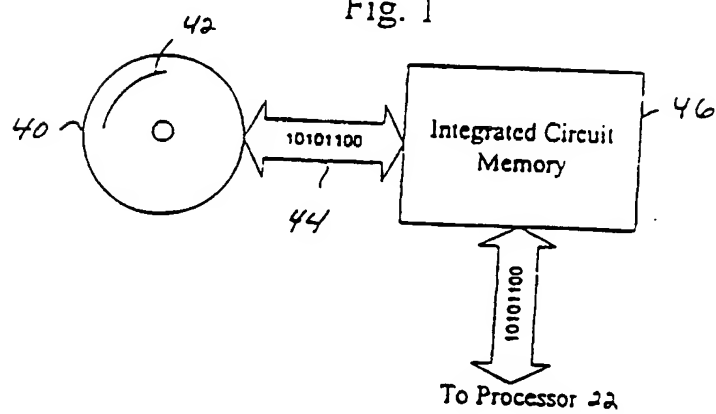 Fig. 1
42
40
10101100
44
Integrated Circuit
Memory
46
10101100
To Processor 22